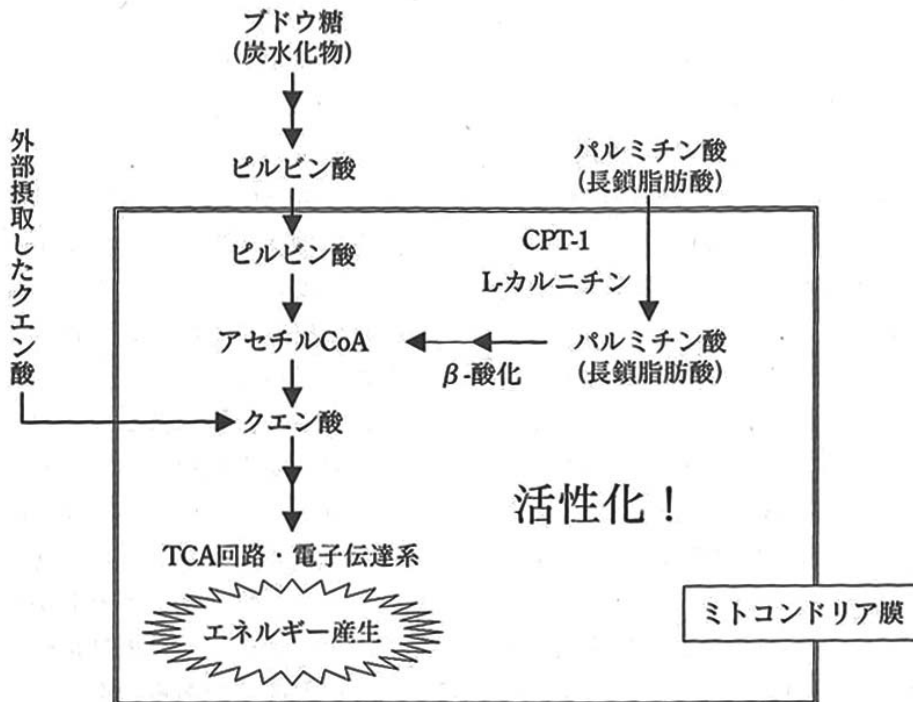 ブドウ糖
(炭水化物)
外部摂取したクエン酸
ピルビン酸
パルミチン酸
(長鎖脂肪酸)
CPT-1
ピルビン酸
L-カルニチン
アセチルCoA
パルミチン酸
(長鎖脂肪酸)
β-酸化
クエン酸
活性化！
TCA回路・電子伝達系
エネルギー産生
ミトコンドリア膜